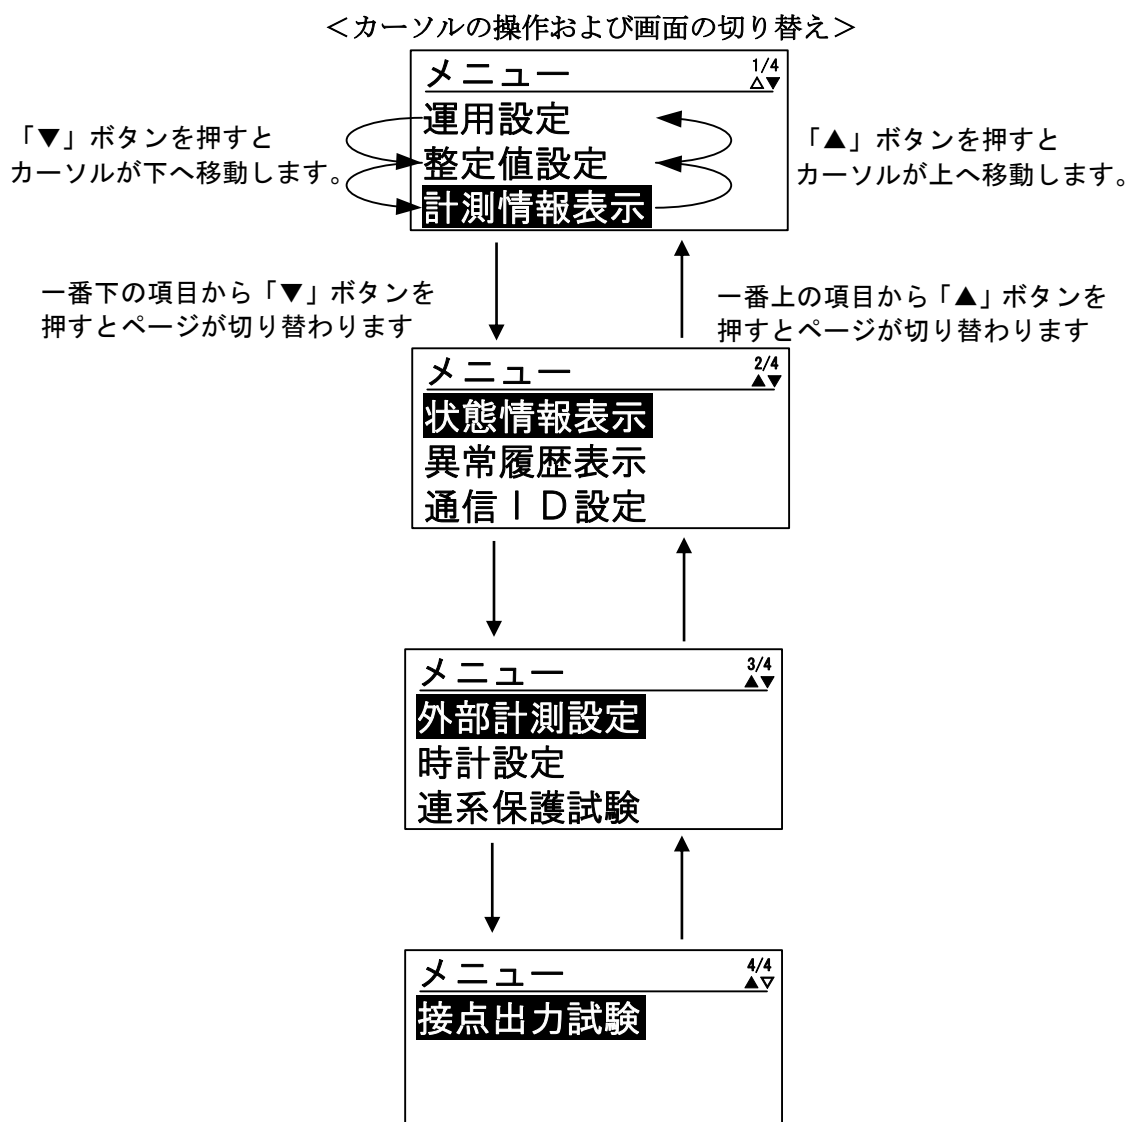 ＜カーソルの操作および画面の切り替え＞
メニュー 1/4
△▼
運用設定
整定値設定
計測情報表示
「▼」ボタンを押すと
カーソルが下へ移動します。
「▲」ボタンを押すと
カーソルが上へ移動します。
一番下の項目から「▼」ボタンを
押すとページが切り替わります
一番上の項目から「▲」ボタンを
押すとページが切り替わります
メニュー 2/4
▲▼
状態情報表示
異常履歴表示
通信ＩＤ設定
メニュー 3/4
▲▼
外部計測設定
時計設定
連系保護試験
メニュー 4/4
▲▽
接点出力試験